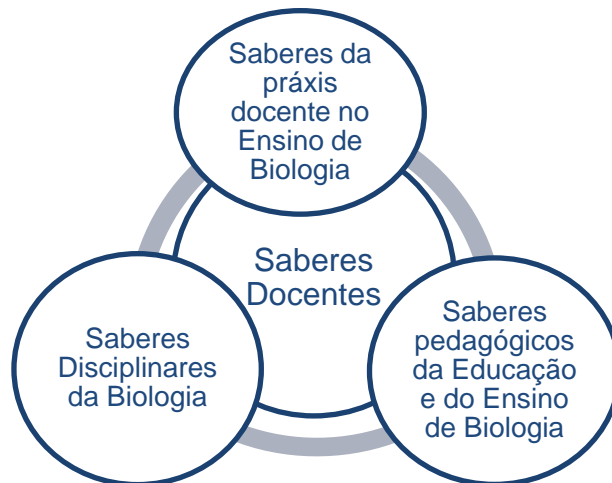 Saberes da
práxis
docente no
Ensino de
Biologia
Saberes
Docentes
Saberes
Disciplinares
da Biologia
Saberes
pedagógicos
da Educação
e do Ensino
de Biologia